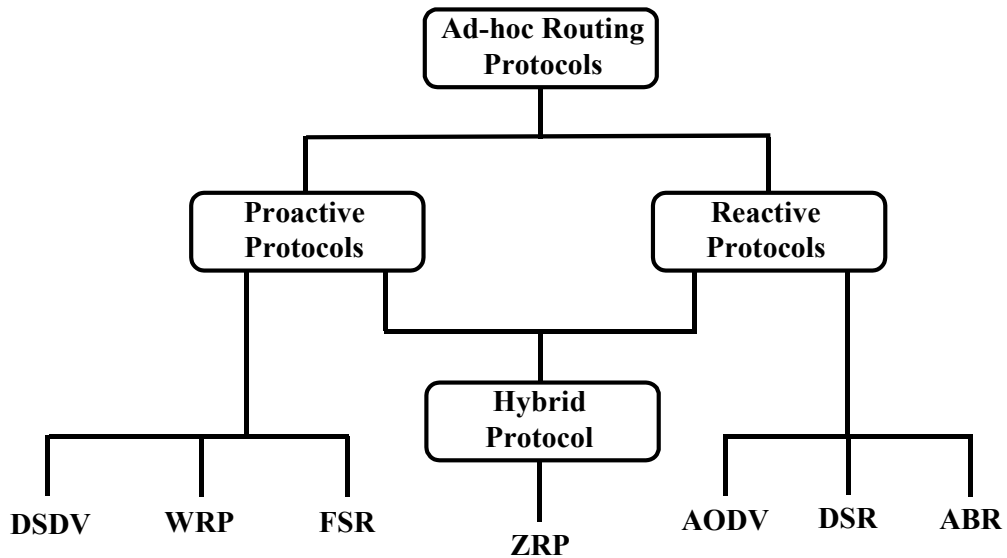 Ad-hoc Routing
Protocols
Proactive
Protocols
Reactive
Protocols
Hybrid
Protocol
DSDV
WRP
FSR
ZRP
AODV
DSR
ABR